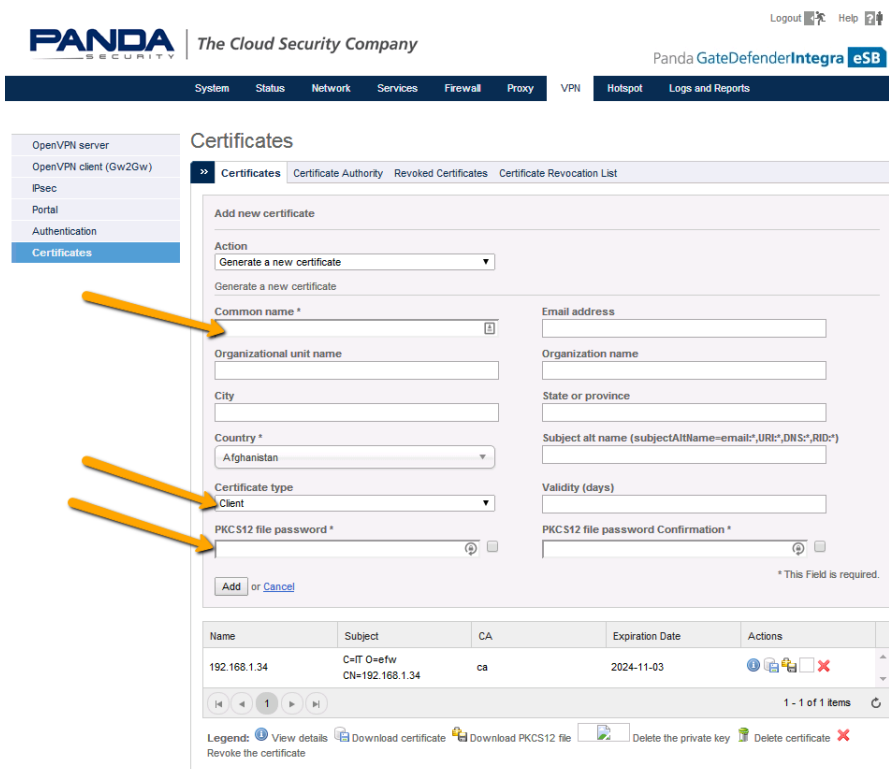 Logout Help
PANDA
SECURITY
The Cloud Security Company
Panda GateDefenderIntegra eSB
System Status Network Services Firewall Proxy VPN Hotspot Logs and Reports
OpenVPN server
OpenVPN client (Gw2Gw)
IPsec
Portal
Authentication
Certificates
Certificates
» Certificates Certificate Authority Revoked Certificates Certificate Revocation List
Add new certificate
Action
Generate a new certificate
Generate a new certificate
Common name * Email address
Organizational unit name Organization name
City State or province
Country * Subject alt name (subjectAltName=email:*,URI:*,DNS:*,RID:*)
Afghanistan
Certificate type Validity (days)
Client
PKCS12 file password * PKCS12 file password Confirmation *
* This Field is required.
Add or Cancel
Name Subject CA Expiration Date Actions
192.168.1.34 C=IT O=efw CN=192.168.1.34 ca 2024-11-03
1 1 - 1 of 1 items
Legend: View details Download certificate Download PKCS12 file Delete the private key Delete certificate
Revoke the certificate